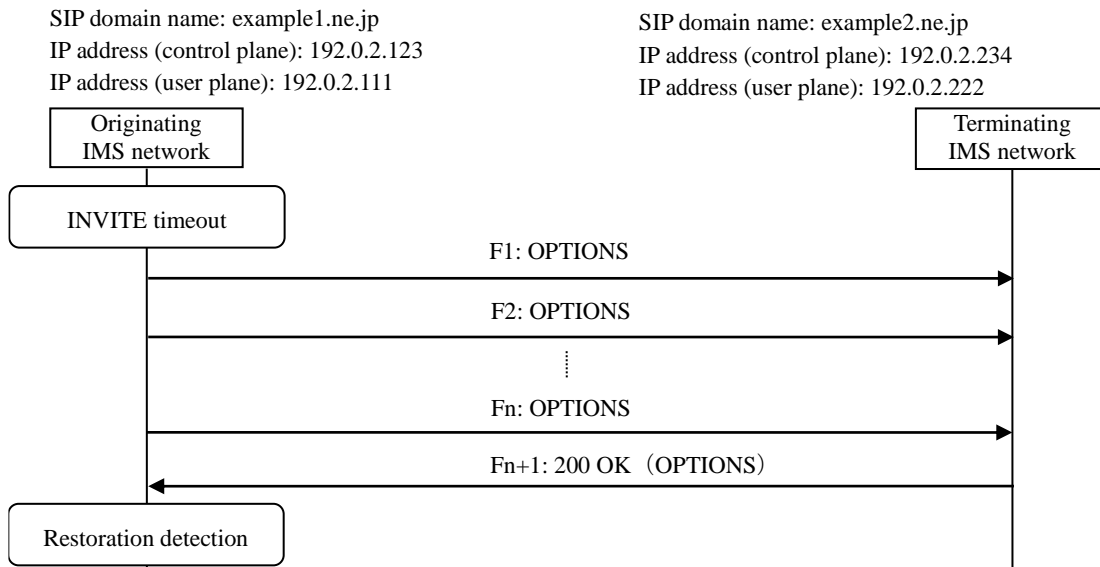 SIP domain name: example1.ne.jp
IP address (control plane): 192.0.2.123
IP address (user plane): 192.0.2.111
SIP domain name: example2.ne.jp
IP address (control plane): 192.0.2.234
IP address (user plane): 192.0.2.222
Originating
IMS network
Terminating
IMS network
INVITE timeout
F1: OPTIONS
F2: OPTIONS
Fn: OPTIONS
Fn+1: 200 OK（OPTIONS）
Restoration detection